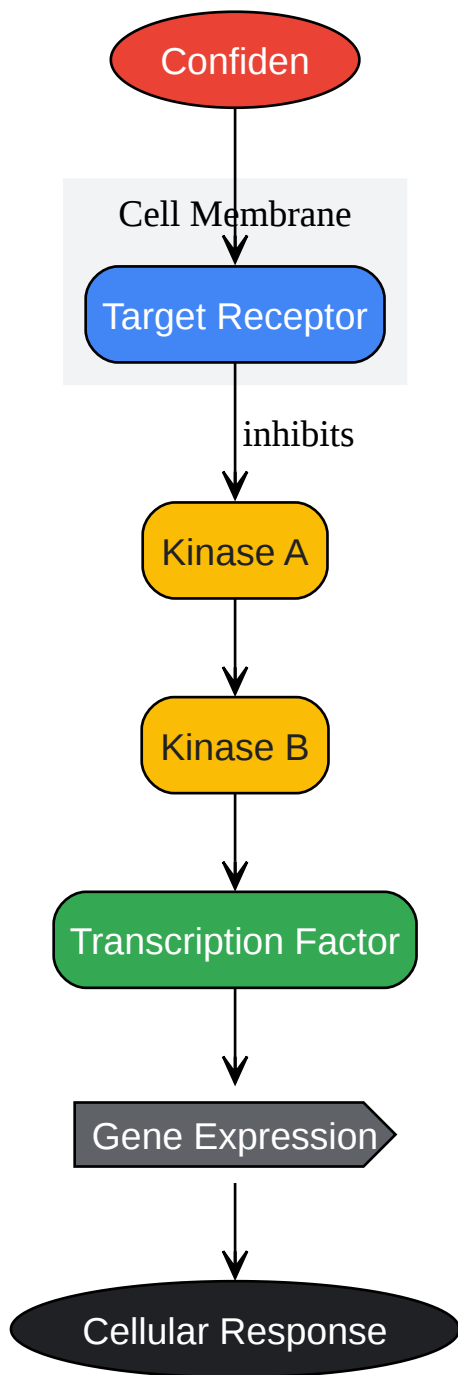 Confiden
Cell Membrane
Target Receptor
inhibits
Kinase A
Kinase B
Transcription Factor
Gene Expression
Cellular Response